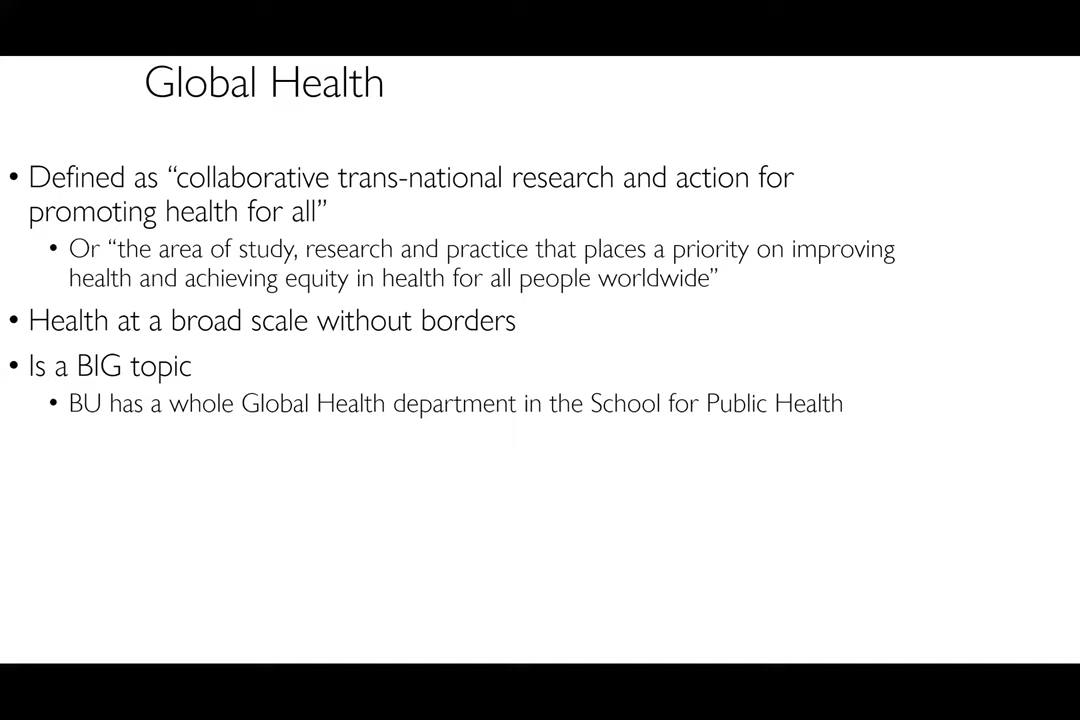 Global Health
• Defined as “collaborative trans-national research and action for
promoting health for all”
• Or “the area of study, research and practice that places a priority on improving
health and achieving equity in health for all people worldwide”
• Health at a broad scale without borders
• Is a BIG topic
• BU has a whole Global Health department in the School for Public Health